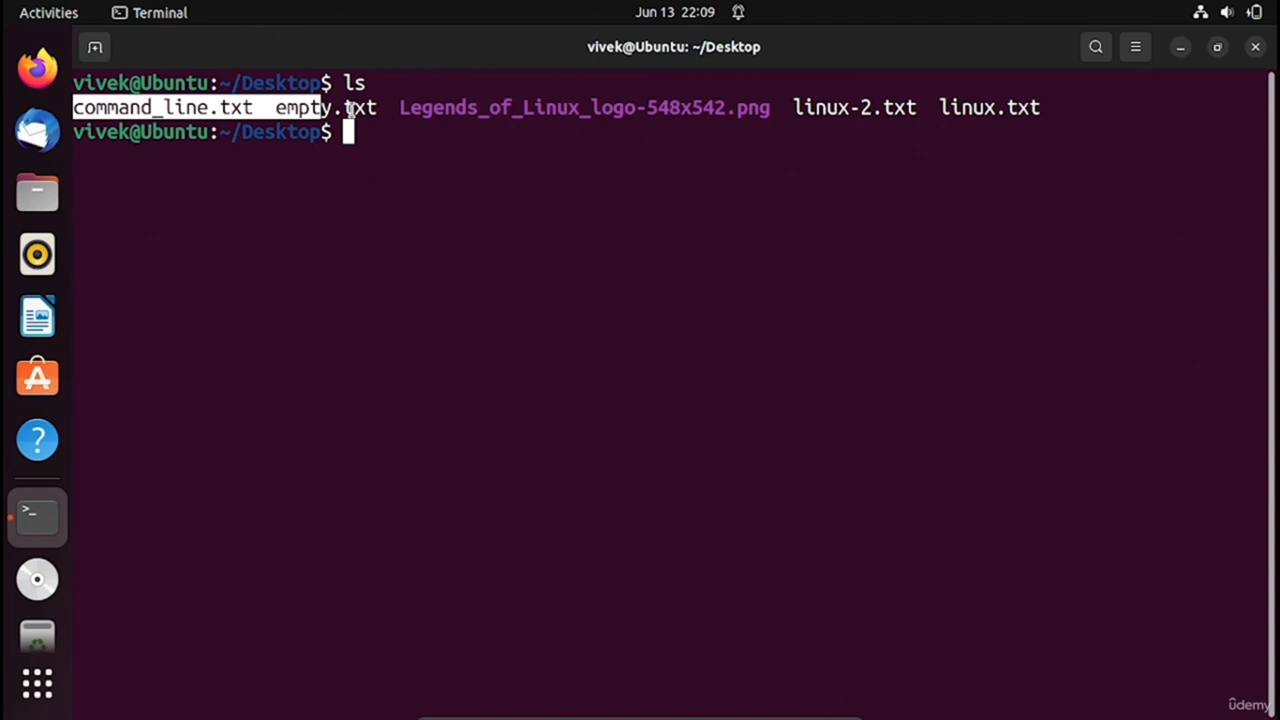 Activities Terminal Jun 13 22:09
vivek@Ubuntu: ~/Desktop
vivek@Ubuntu:~/Desktop$ ls
command_line.txt empty.txt Legends_of_Linux_logo-548x542.png linux-2.txt linux.txt
vivek@Ubuntu:~/Desktop$
>_
?
ûdemy